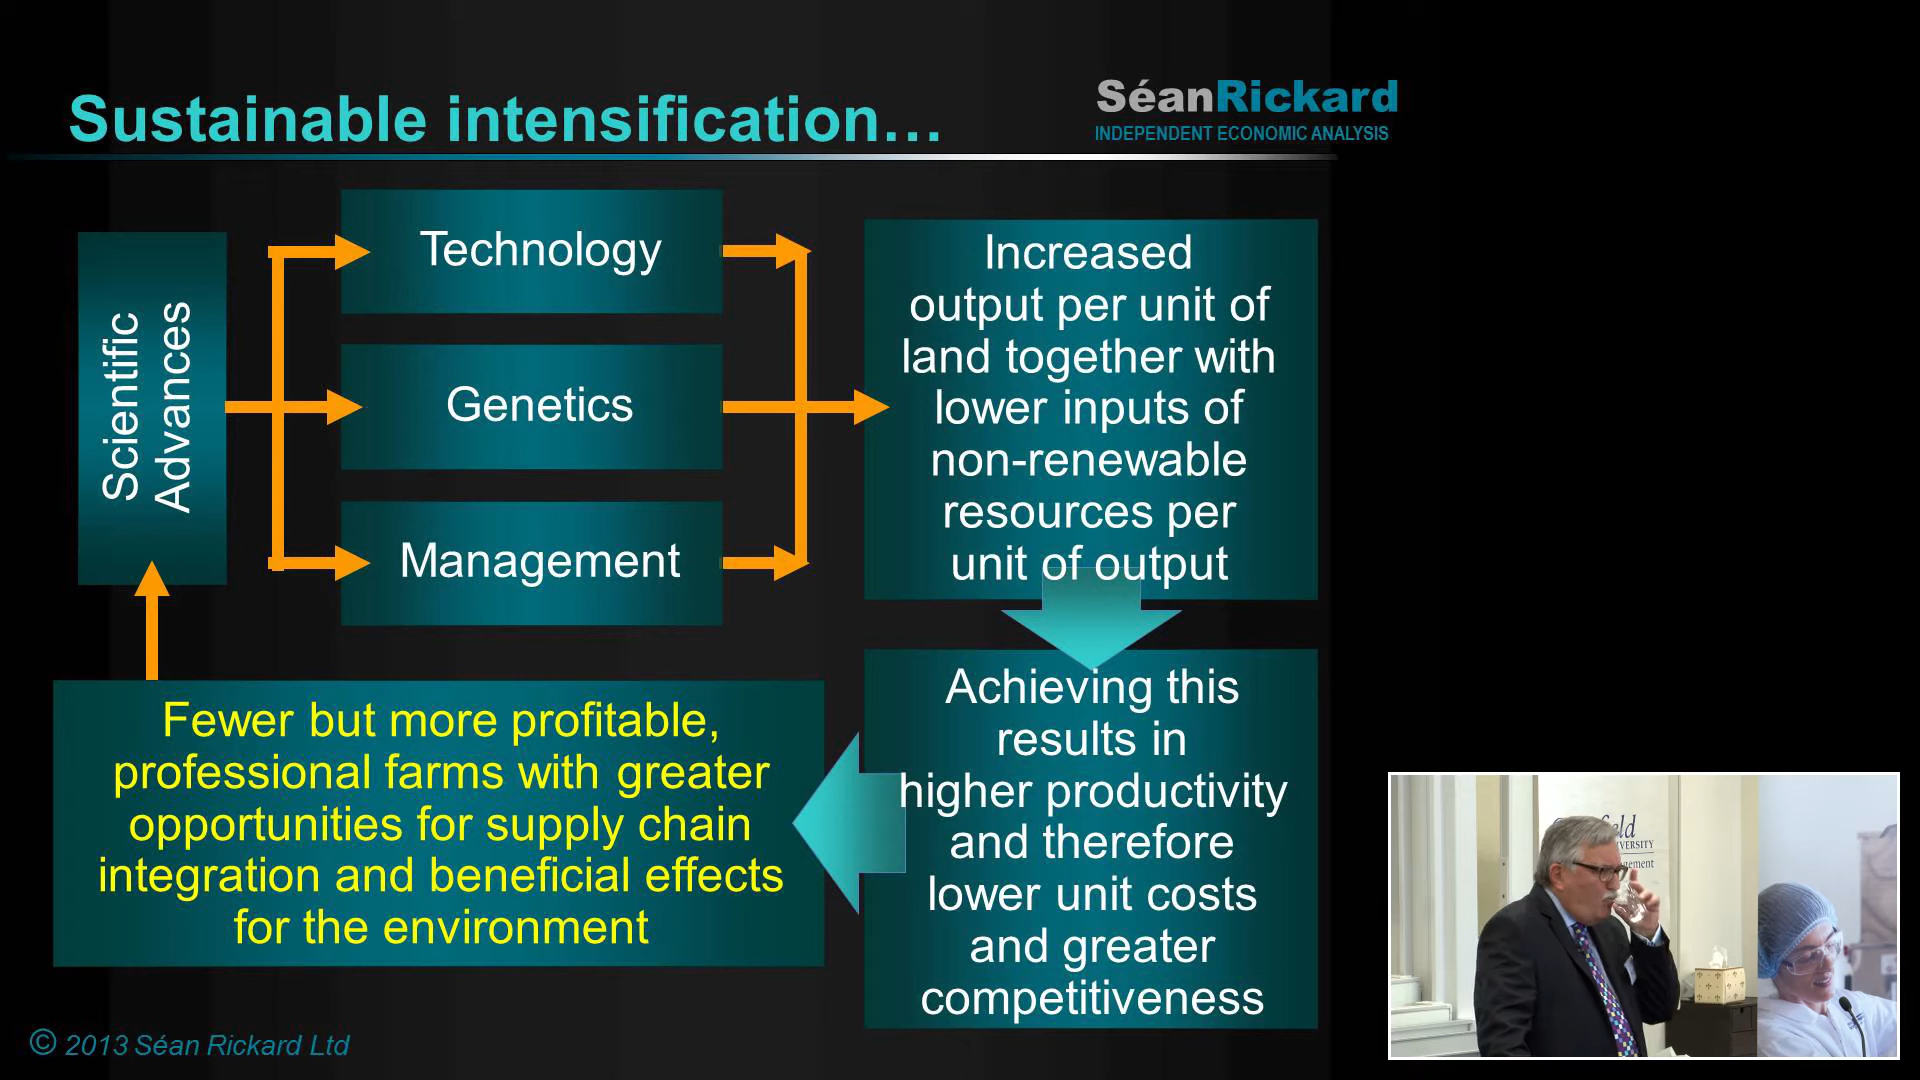 Sustainable intensification…
SéanRickard
INDEPENDENT ECONOMIC ANALYSIS
Scientific
Advances
Technology
Genetics
Management
Increased
output per unit of
land together with
lower inputs of
non-renewable
resources per
unit of output
Achieving this
results in
higher productivity
and therefore
lower unit costs
and greater
competitiveness
Fewer but more profitable,
professional farms with greater
opportunities for supply chain
integration and beneficial effects
for the environment
© 2013 Séan Rickard Ltd